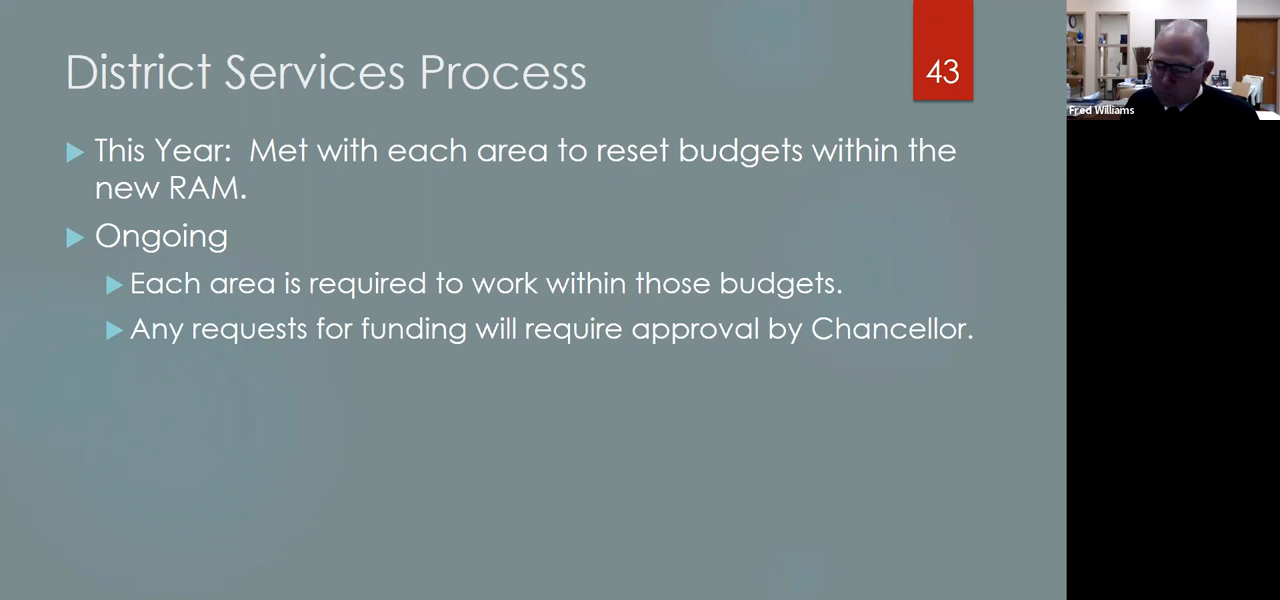 District Services Process
43
Fred Williams
This Year:  Met with each area to reset budgets within the
new RAM.
Ongoing
Each area is required to work within those budgets.
Any requests for funding will require approval by Chancellor.